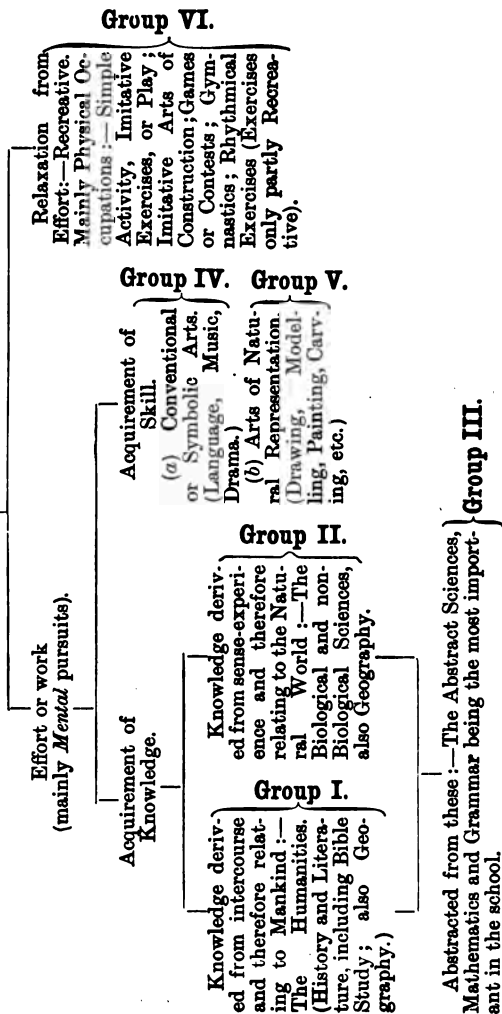 Effort or work
(mainly Mental pursuits).
Acquirement of
Knowledge.
Knowledge deriv-
ed from intercourse
and therefore relat-
ing to Mankind :—
The Humanities.
(History and Litera-
ture, including Bible
Study; also Geo-
graphy.)
Group I.
Knowledge deriv-
ed from sense-experi-
ence and therefore
relating to the Natu-
ral World :—The
Biological and non-
Biological Sciences,
also Geography.
Group II.
Abstracted from these :—The Abstract Sciences,
Mathematics and Grammar being the most import-
ant in the school.
Group III.
Acquirement of
Skill.
(a) Conventional
or Symbolic Arts.
(Language, Music,
Drama.)
Group IV.
(b) Arts of Natu-
ral Representation
(Drawing, Model-
ling, Painting, Carv-
ing, etc.)
Group V.
Relaxation from
Effort:—Recreative.
Mainly Physical Oc-
cupations :— Simple
Activity, Imitative
Exercises, or Play ;
Imitative Arts of
Construction ; Games
or Contests ; Gym-
nastics ; Rhythmical
Exercises (Exercises
only partly Recrea-
tive).
Group VI.